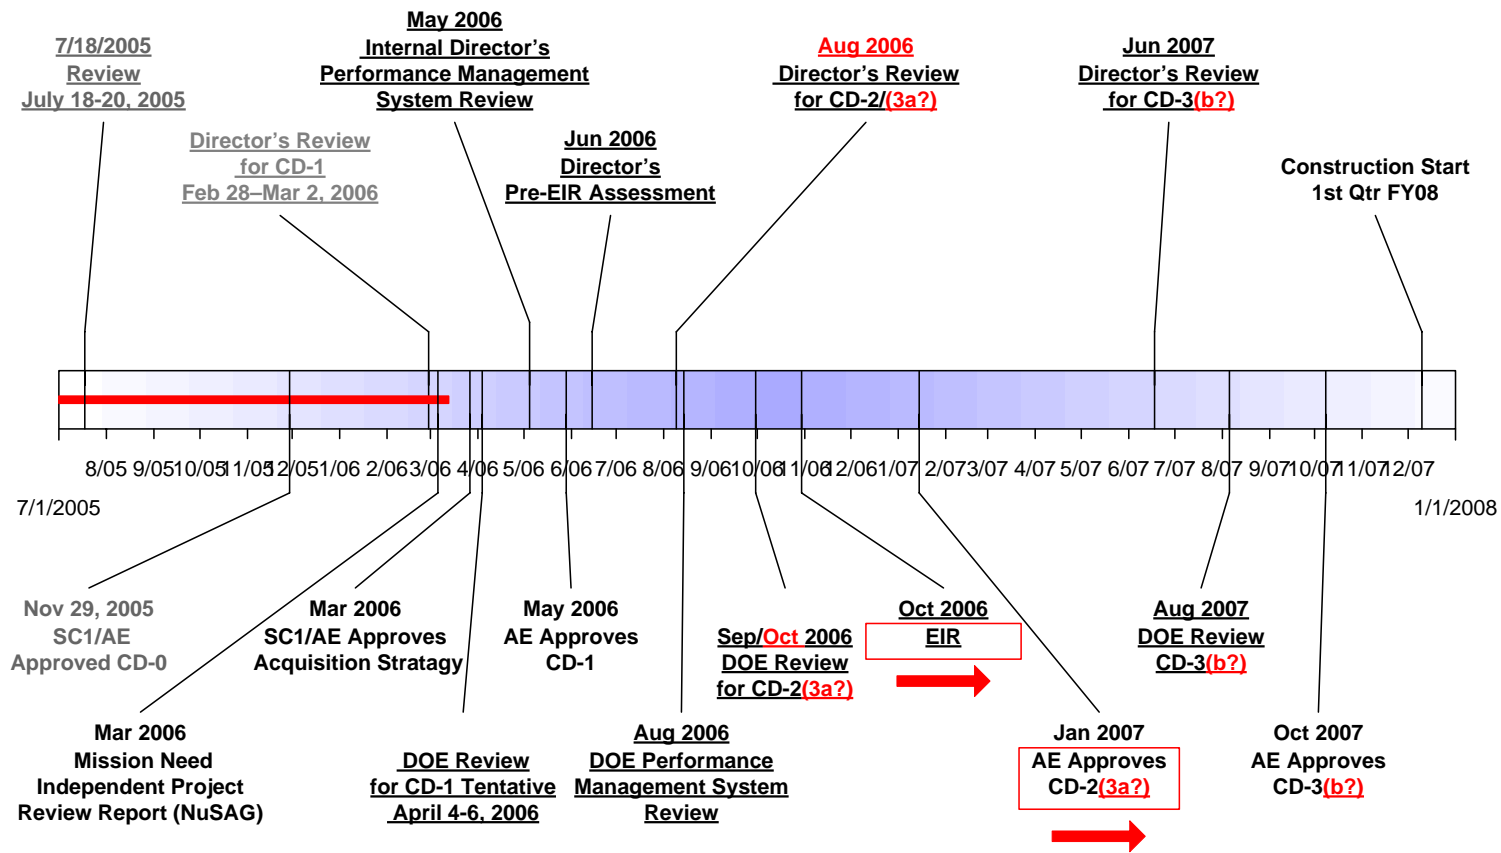 7/18/2005
Review
July 18-20, 2005
Director’s Review
for CD-1
Feb 28–Mar 2, 2006
May 2006
Internal Director’s
Performance Management
System Review
Jun 2006
Director’s
Pre-EIR Assessment
Aug 2006
Director’s Review
for CD-2/(3a?)
Jun 2007
Director’s Review
for CD-3(b?)
Construction Start
1st Qtr FY08
8/05 9/05 10/05 11/05 12/05 1/06 2/06 3/06 4/06 5/06 6/06 7/06 8/06 9/06 10/06 11/06 12/06 1/07 2/07 3/07 4/07 5/07 6/07 7/07 8/07 9/07 10/07 11/07 12/07
7/1/2005
1/1/2008
Nov 29, 2005
SC1/AE
Approved CD-0
Mar 2006
SC1/AE Approves
Acquisition Stratagy
May 2006
AE Approves
CD-1
Sep/Oct 2006
DOE Review
for CD-2(3a?)
Oct 2006
EIR
Aug 2007
DOE Review
CD-3(b?)
Mar 2006
Mission Need
Independent Project
Review Report (NuSAG)
DOE Review
for CD-1 Tentative
April 4-6, 2006
Aug 2006
DOE Performance
Management System
Review
Jan 2007
AE Approves
CD-2(3a?)
Oct 2007
AE Approves
CD-3(b?)